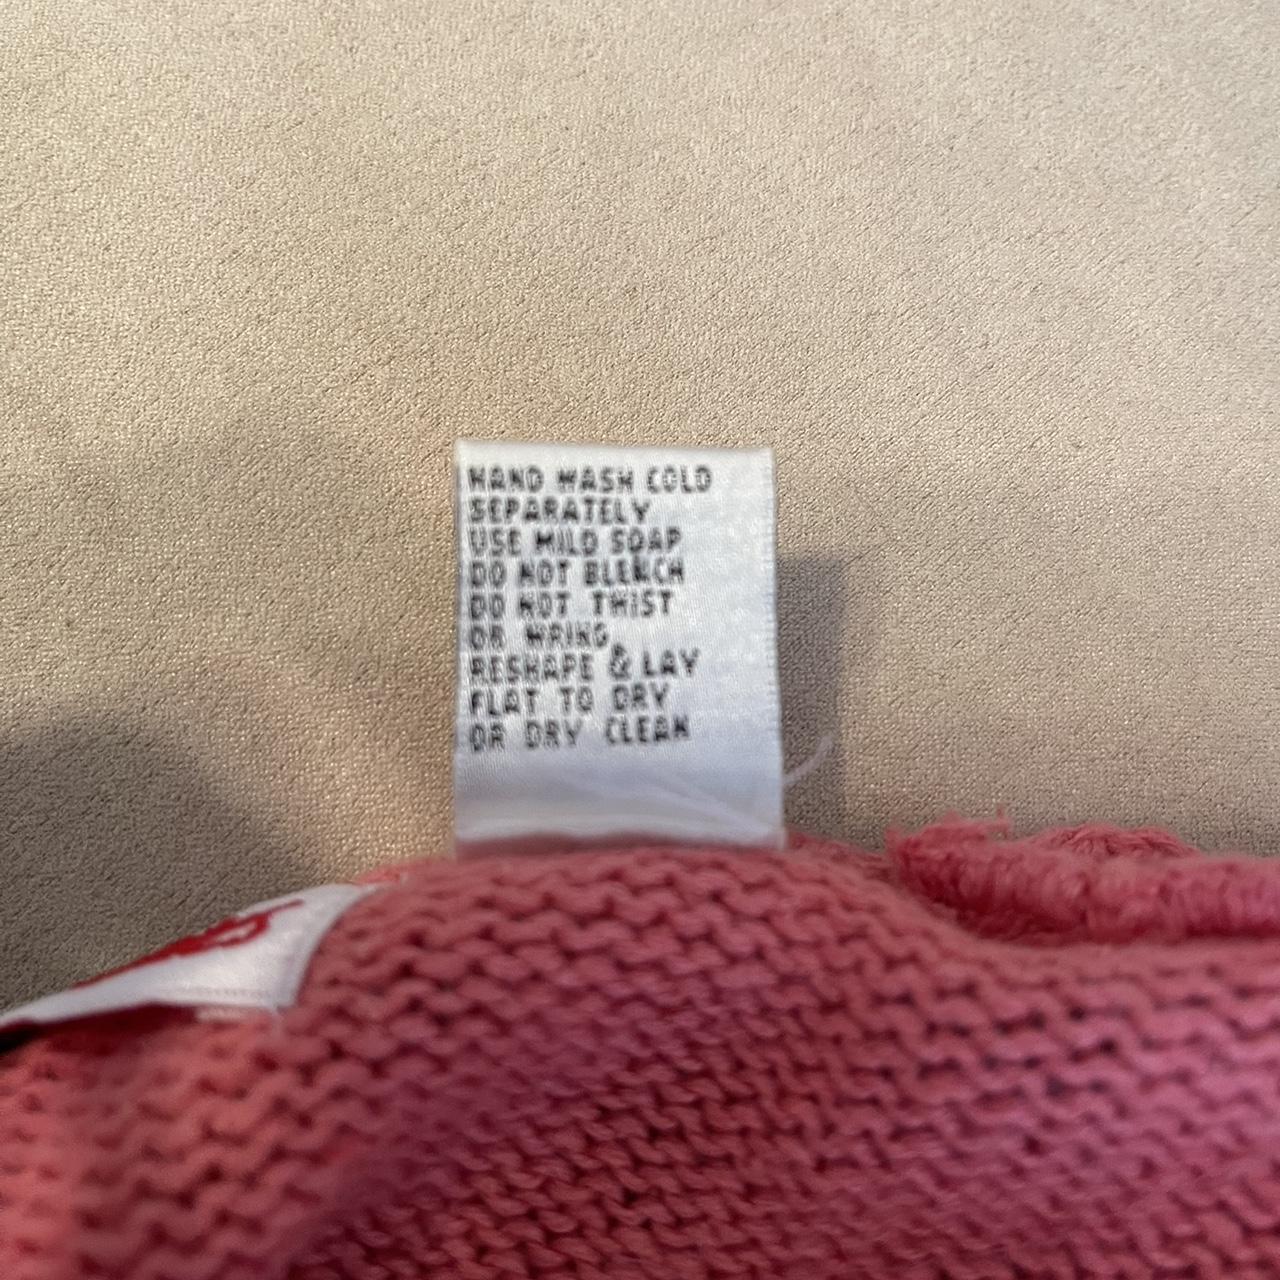 HAND WASH COLD
SEPARATELY
USE MILD SOAP
DO NOT BLEACH
DO NOT TWIST
OR WRING
RESHAPE & LAY
FLAT TO DRY
OR DRY CLEAN